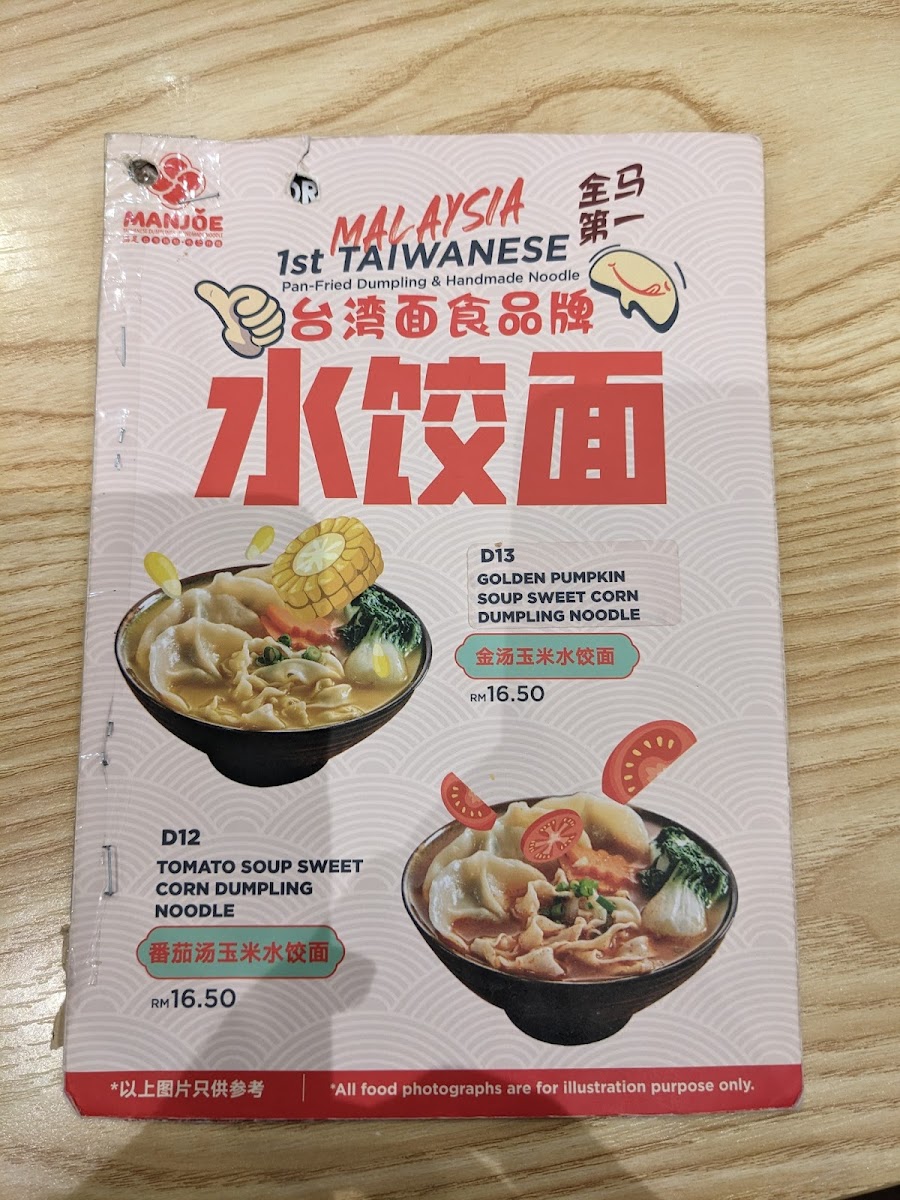 MANJŎE
OR
MALAYSIA
1st TAIWANESE
Pan-Fried Dumpling & Handmade Noodle
全马
第一
台湾面食品牌
水饺面
D13
GOLDEN PUMPKIN
SOUP SWEET CORN
DUMPLING NOODLE
金汤玉米水饺面
RM16.50
D12
TOMATO SOUP SWEET
CORN DUMPLING
NOODLE
番茄汤玉米水饺面
RM16.50
*以上图片只供参考
*All food photographs are for illustration purpose only.